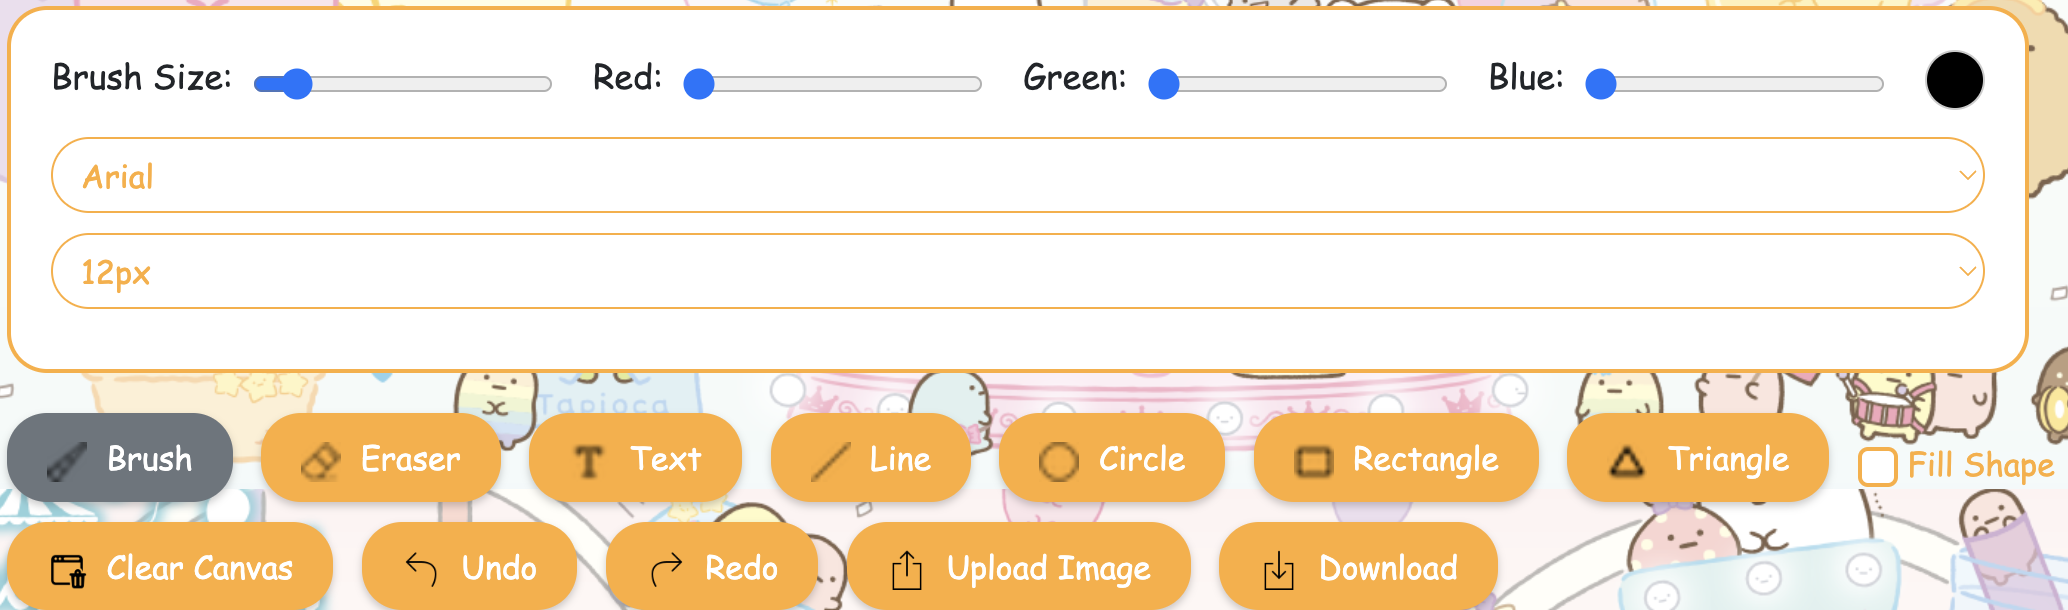 Brush Size: Red: Green: Blue:
Arial
12px
Tapioca
Brush Eraser Text Line Circle Rectangle Triangle Fill Shape
Clear Canvas Undo Redo Upload Image Download